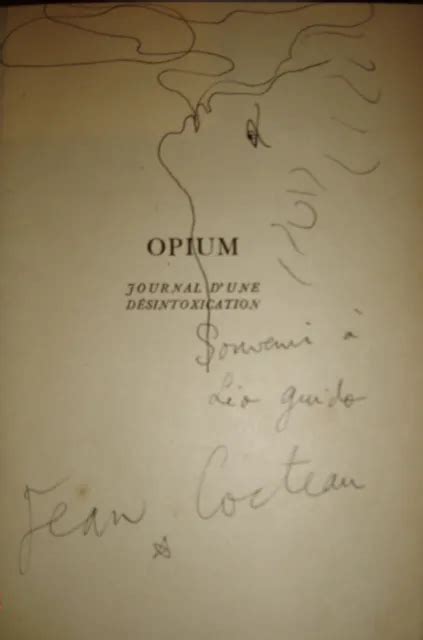 OPIUM
JOURNAL D'UNE
DÉSINTOXICATION
Souvenir à
Léo guido
Jean Cocteau